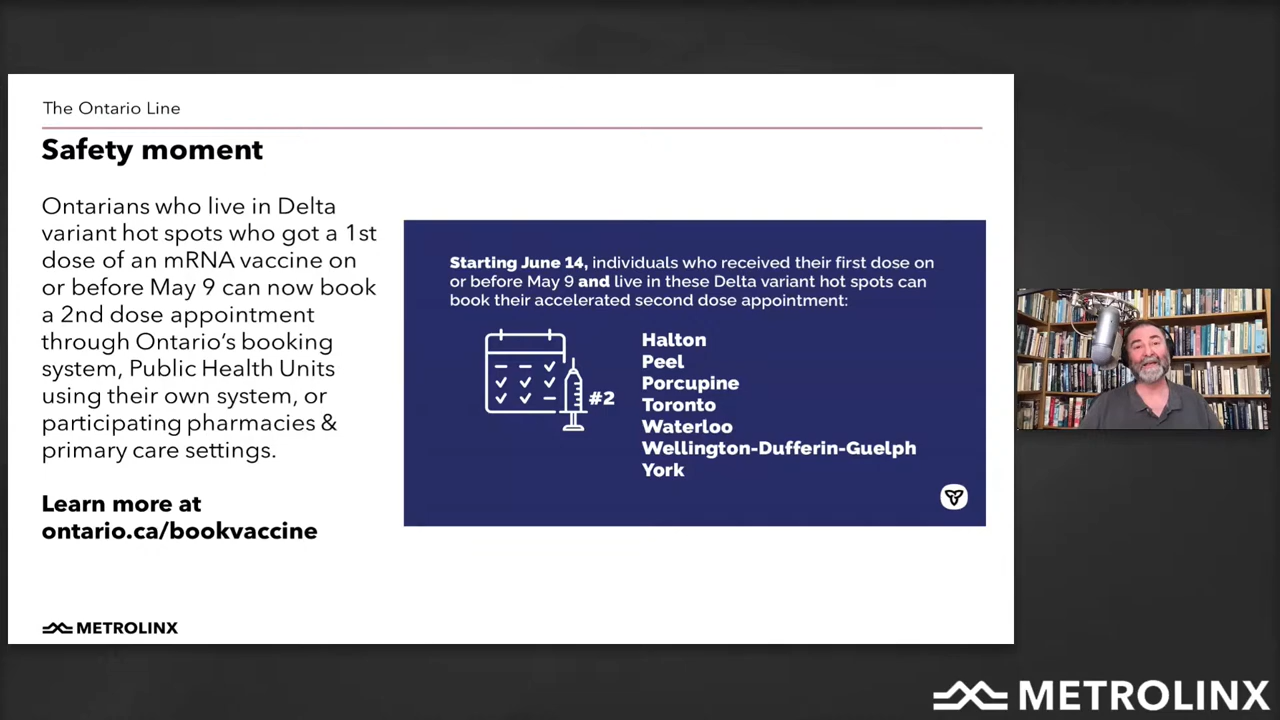 The Ontario Line
Safety moment
Ontarians who live in Delta
variant hot spots who got a 1st
dose of an mRNA vaccine on
or before May 9 can now book
a 2nd dose appointment
through Ontario's booking
system, Public Health Units
using their own system, or
participating pharmacies &
primary care settings.
Learn more at
ontario.ca/bookvaccine
Starting June 14, individuals who received their first dose on
or before May 9 and live in these Delta variant hot spots can
book their accelerated second dose appointment:
#2
Halton
Peel
Porcupine
Toronto
Waterloo
Wellington-Dufferin-Guelph
York
METROLINX
METROLINX